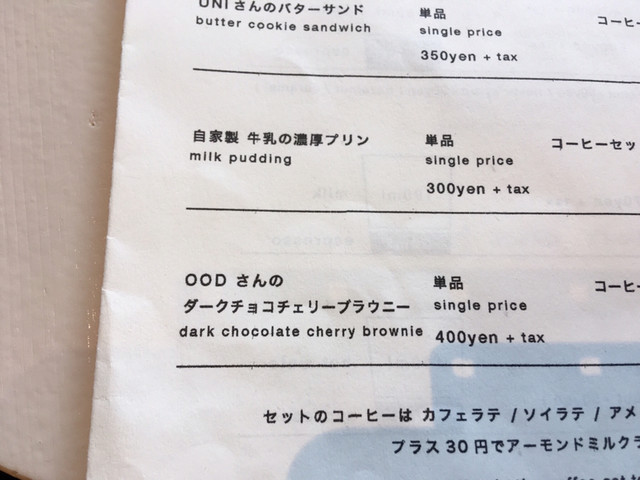 UNIさんのバターサンド 単品
butter cookie sandwich single price
350yen + tax
自家製 牛乳の濃厚プリン 単品 コーヒーセッ
milk pudding single price
300yen + tax
OOD さんの 単品 コーヒー
ダークチョコチェリーブラウニー single price
dark chocolate cherry brownie 400yen + tax
セットのコーヒーは カフェラテ / ソイラテ / アメ
プラス 30 円でアーモンドミルクラ